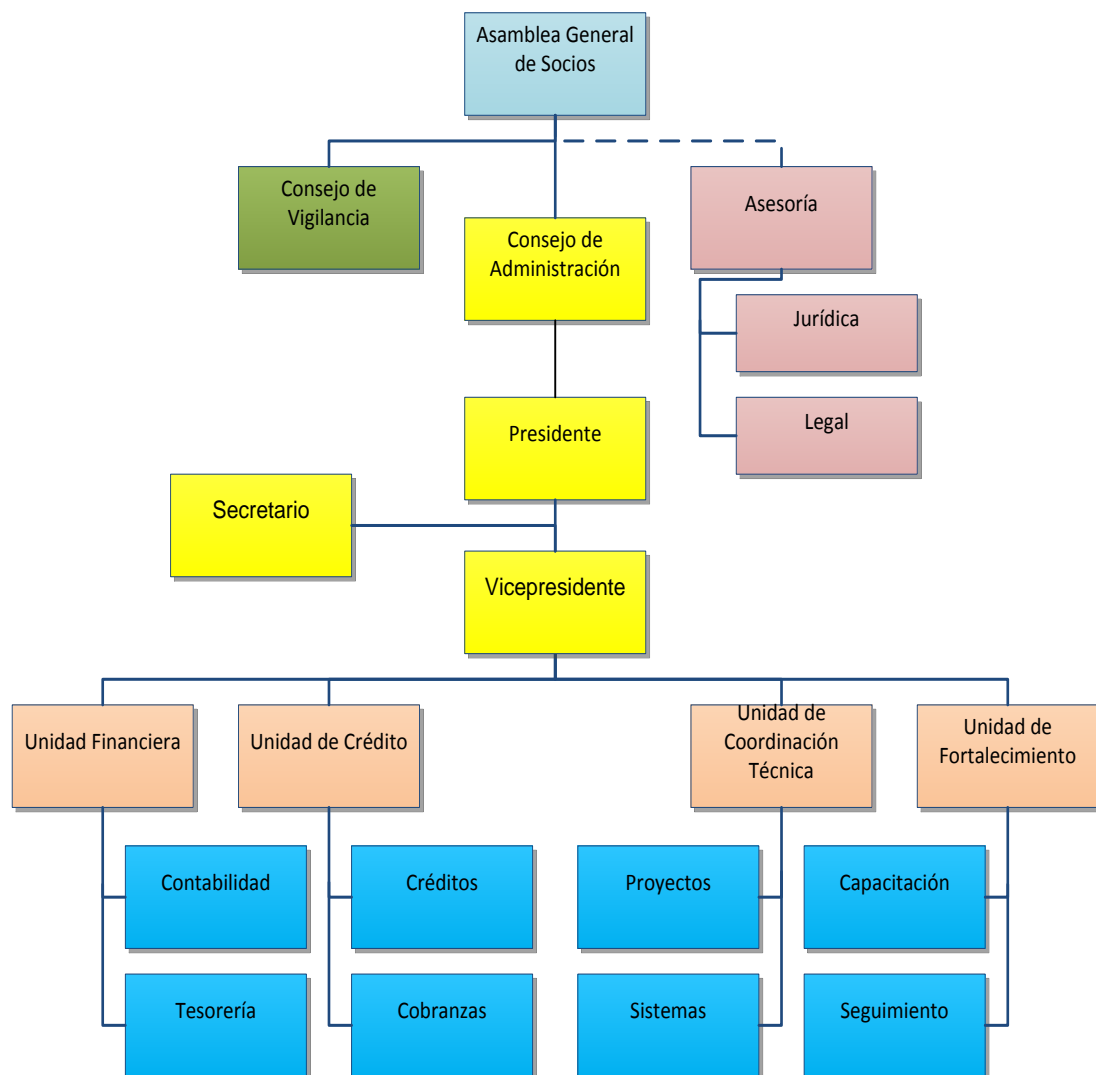 Asamblea General
de Socios
Consejo de
Vigilancia
Consejo de
Administración
Asesoría
Jurídica
Legal
Presidente
Secretario
Vicepresidente
Unidad Financiera
Unidad de Crédito
Unidad de
Coordinación
Técnica
Unidad de
Fortalecimiento
Contabilidad
Créditos
Proyectos
Capacitación
Tesorería
Cobranzas
Sistemas
Seguimiento